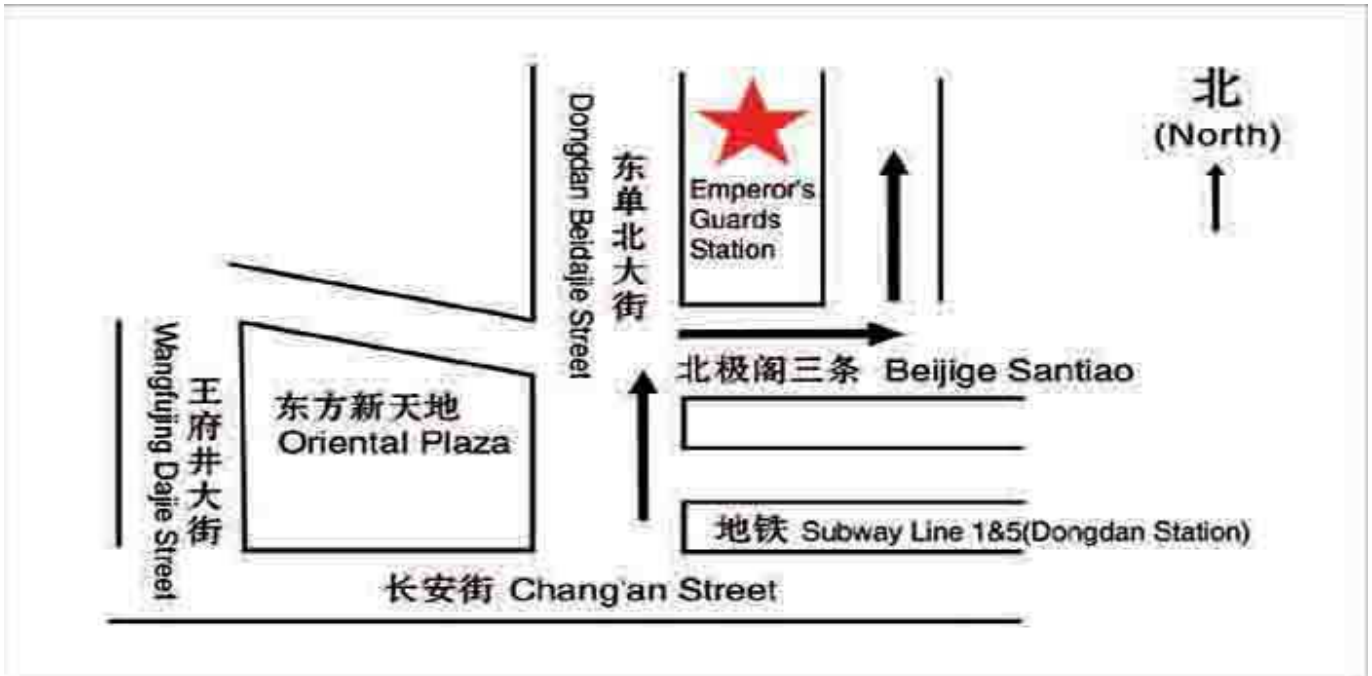 北
(North)
Dongdan Beidajie Street
东单北大街
Emperor's
Guards
Station
北极阁三条 Beijige Santiao
Wangfujing Dajie Street
王府井大街
东方新天地
Oriental Plaza
地铁 Subway Line 1&5(Dongdan Station)
长安街 Chang'an Street